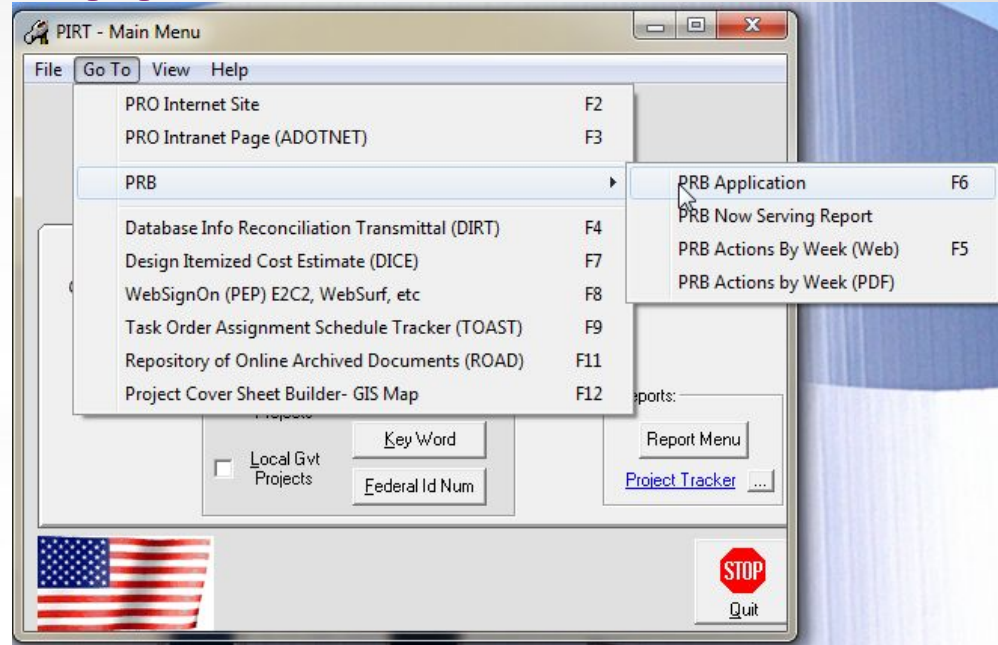 PIRT - Main Menu
File Go To View Help
PRO Internet Site F2
PRO Intranet Page (ADOTNET) F3
PRB
PRB Application F6
PRB Now Serving Report
PRB Actions By Week (Web) F5
PRB Actions by Week (PDF)
Database Info Reconciliation Transmittal (DIRT) F4
Design Itemized Cost Estimate (DICE) F7
WebSignOn (PEP) E2C2, WebSurf, etc F8
Task Order Assignment Schedule Tracker (TOAST) F9
Repository of Online Archived Documents (ROAD) F11
Project Cover Sheet Builder- GIS Map F12
Projects
Key Word
Local Gvt
Projects
Federal Id Num
eports:
Report Menu
Project Tracker ...
STOP
Quit